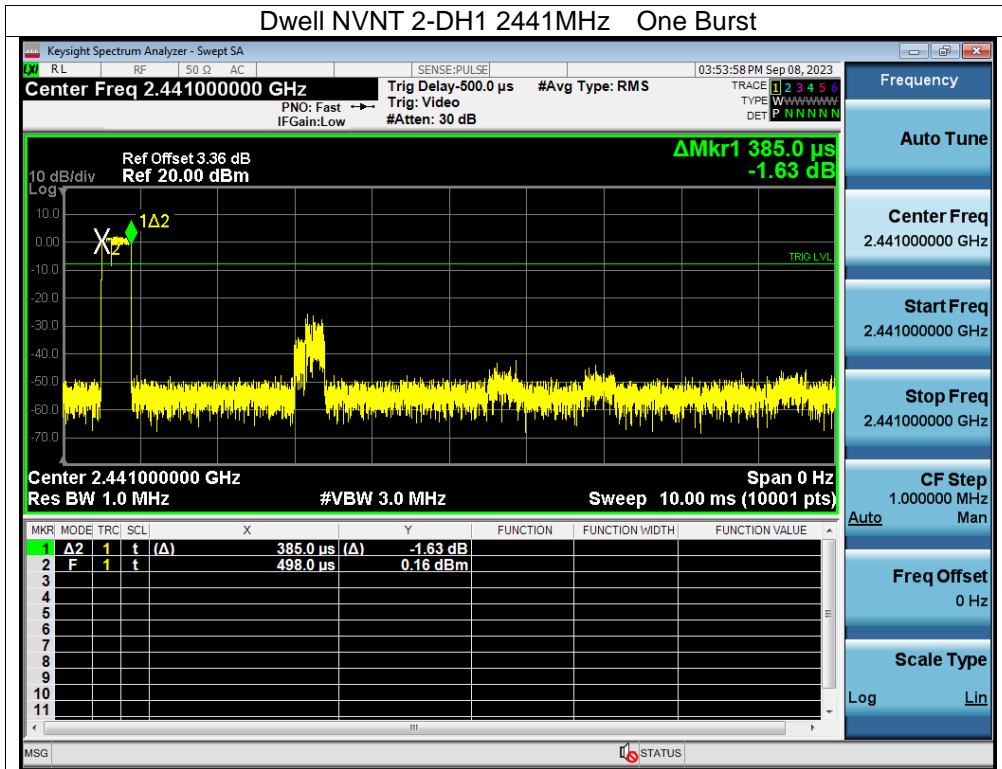 Dwell NVNT 2-DH1 2441MHz One Burst
Keysight Spectrum Analyzer - Swept SA
LXI RL RF 50 Ω AC SENSE:PULSE 03:53:58 PM Sep 08, 2023
Center Freq 2.441000000 GHz
PNO: Fast
IFGain:Low
Trig Delay-500.0 µs
Trig: Video
#Atten: 30 dB
#Avg Type: RMS
TRACE 1 2 3 4 5 6
TYPE WWWWWW
DET P N N N N N
Frequency
Auto Tune
Center Freq
2.441000000 GHz
Start Freq
2.441000000 GHz
Stop Freq
2.441000000 GHz
CF Step
1.000000 MHz
Auto Man
Freq Offset
0 Hz
Scale Type
Log Lin
ΔMkr1 385.0 µs
-1.63 dB
Ref Offset 3.36 dB
10 dB/div Ref 20.00 dBm
Log
10.0
0.00
-10.0
-20.0
-30.0
-40.0
-50.0
-60.0
-70.0
1Δ2
2
TRIG LVL
Center 2.441000000 GHz Span 0 Hz
Res BW 1.0 MHz #VBW 3.0 MHz Sweep 10.00 ms (10001 pts)
MKR MODE TRC SCL X Y FUNCTION FUNCTION WIDTH FUNCTION VALUE
1 Δ2 1 t (Δ) 385.0 µs (Δ) -1.63 dB
2 F 1 t 498.0 µs 0.16 dBm
3
4
5
6
7
8
9
10
11
MSG STATUS